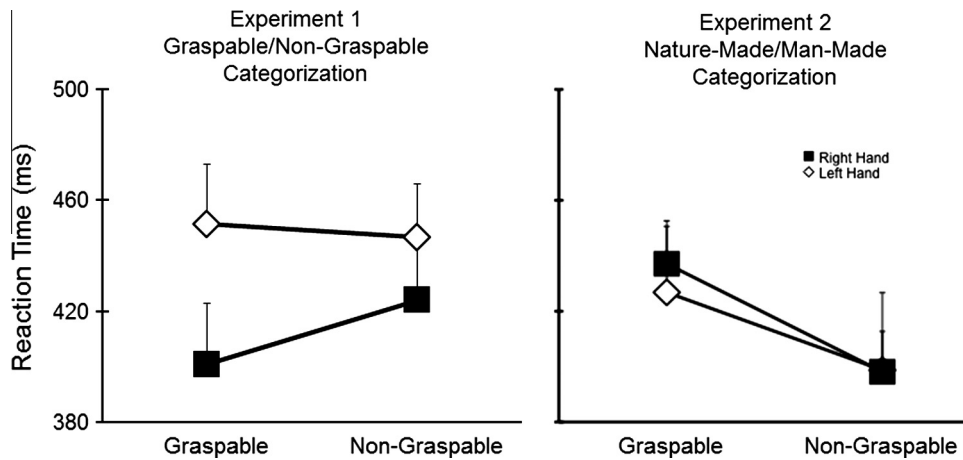 Experiment 1
Graspable/Non-Graspable
Categorization
Experiment 2
Nature-Made/Man-Made
Categorization
Reaction Time (ms)
500
460
420
380
Right Hand
Left Hand
Graspable
Non-Graspable
Graspable
Non-Graspable